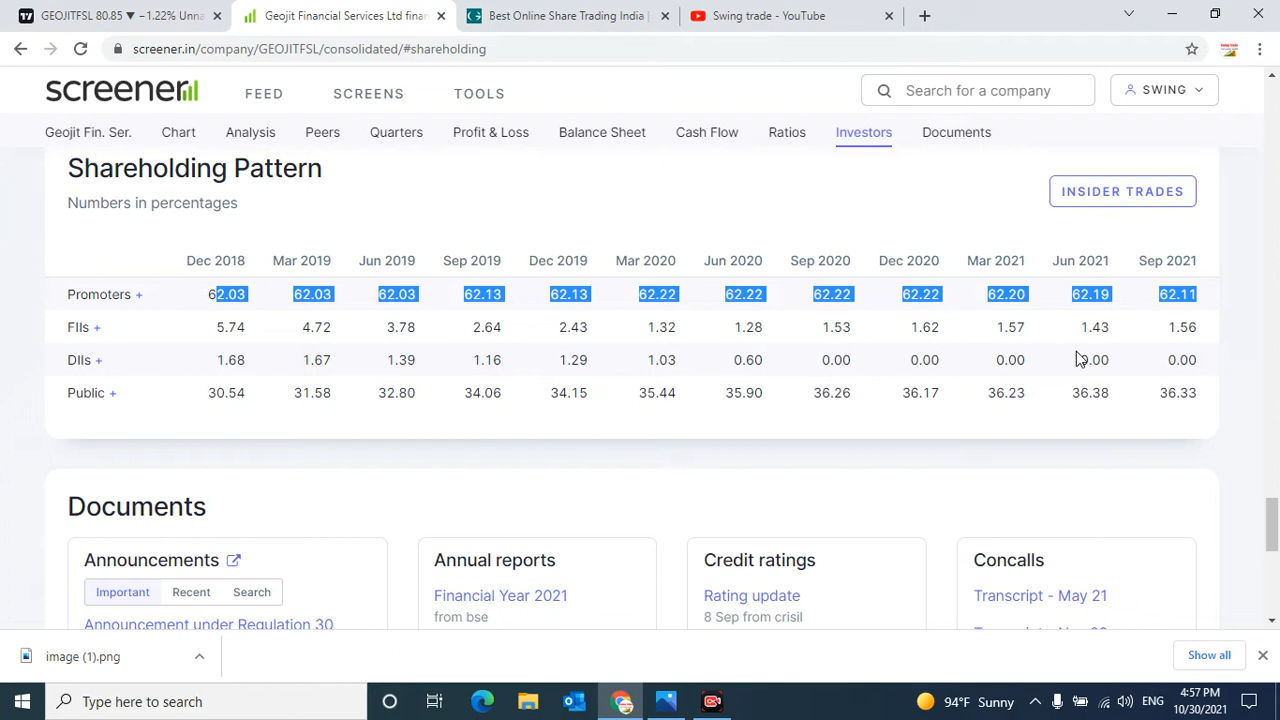 GEOJITFSL 80.85 ▼ −1.22% Unna
Geojit Financial Services Ltd finan
Best Online Share Trading India |
Swing trade - YouTube
screener.in/company/GEOJITFSL/consolidated/#shareholding
screener
FEED SCREENS TOOLS
Search for a company
SWING
Geojit Fin. Ser. Chart Analysis Peers Quarters Profit & Loss Balance Sheet Cash Flow Ratios Investors Documents
Shareholding Pattern
Numbers in percentages
INSIDER TRADES
Dec 2018 Mar 2019 Jun 2019 Sep 2019 Dec 2019 Mar 2020 Jun 2020 Sep 2020 Dec 2020 Mar 2021 Jun 2021 Sep 2021
Promoters + 62.03 62.03 62.03 62.13 62.13 62.22 62.22 62.22 62.22 62.20 62.19 62.11
FIIs + 5.74 4.72 3.78 2.64 2.43 1.32 1.28 1.53 1.62 1.57 1.43 1.56
DIIs + 1.68 1.67 1.39 1.16 1.29 1.03 0.60 0.00 0.00 0.00 0.00 0.00
Public + 30.54 31.58 32.80 34.06 34.15 35.44 35.90 36.26 36.17 36.23 36.38 36.33
Documents
Announcements
Important Recent Search
Announcement under Regulation 30
Annual reports
Financial Year 2021
from bse
Credit ratings
Rating update
8 Sep from crisil
Concalls
Transcript - May 21
image (1).png
Show all
Type here to search
94°F Sunny
ENG
4:57 PM
10/30/2021